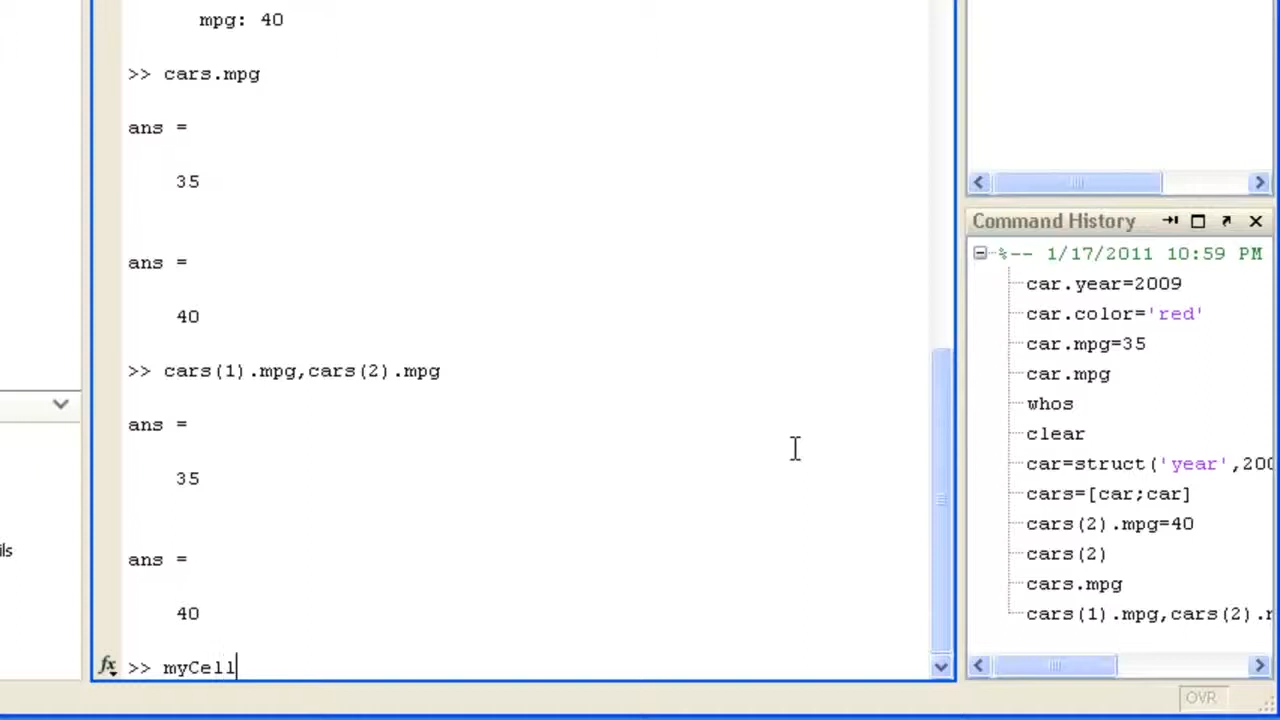 mpg: 40
>> cars.mpg
ans =
35
ans =
40
>> cars(1).mpg,cars(2).mpg
ans =
35
ans =
40
fx >> myCell
Command History
%-- 1/17/2011 10:59 PM
car.year=2009
car.color='red'
car.mpg=35
car.mpg
whos
clear
car=struct('year',200
cars=[car;car]
cars(2).mpg=40
cars(2)
cars.mpg
cars(1).mpg,cars(2).
ils
OVR